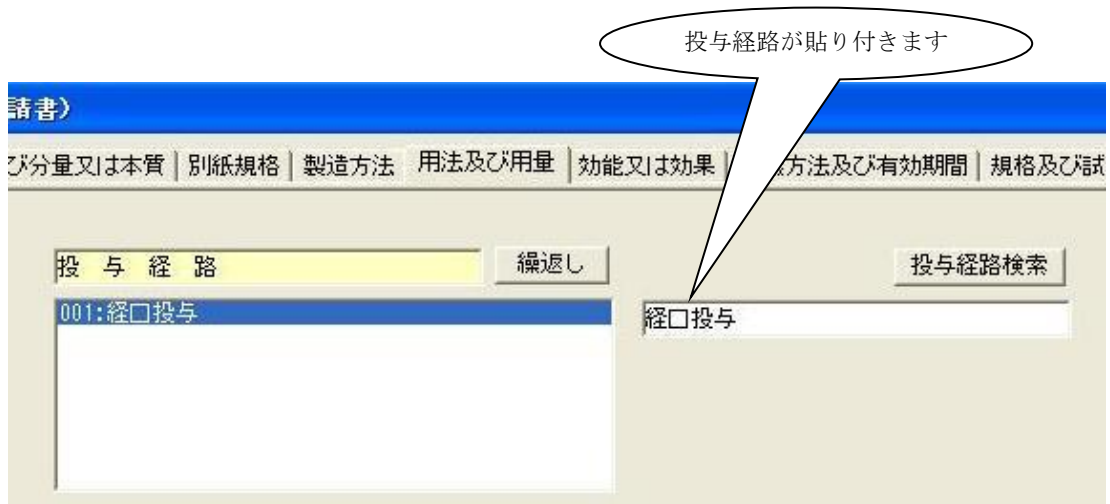 投与経路が貼り付きます
請書）
び分量又は本質 別紙規格 製造方法 用法及び用量 効能又は効果 方法及び有効期間 規格及び試
投 与 経 路 繰返し 投与経路検索
001:経口投与 経口投与